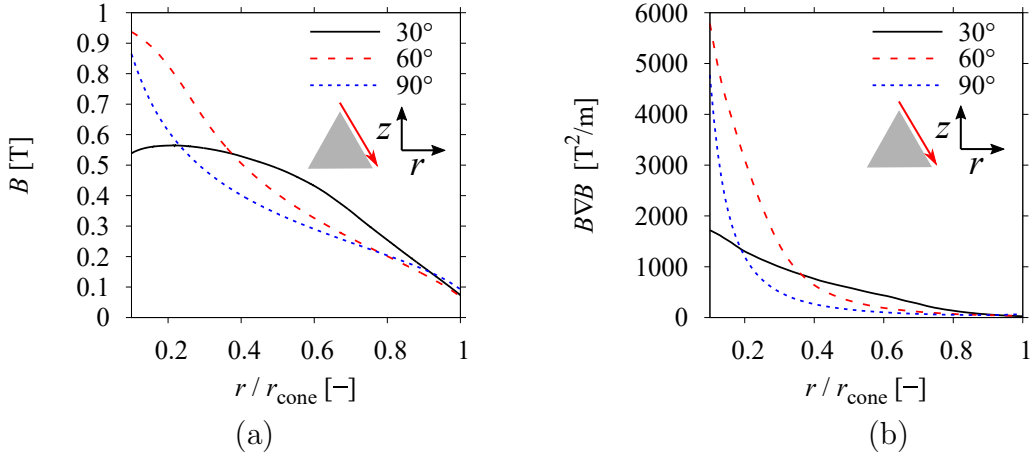 1
0.9
0.8
0.7
0.6
0.5
0.4
0.3
0.2
0.1
0
B [T]
0.2 0.4 0.6 0.8 1
r / r_cone [−]
30°
60°
90°
z
r
(a)
6000
5000
4000
3000
2000
1000
0
B∇B [T²/m]
0.2 0.4 0.6 0.8 1
r / r_cone [−]
30°
60°
90°
z
r
(b)